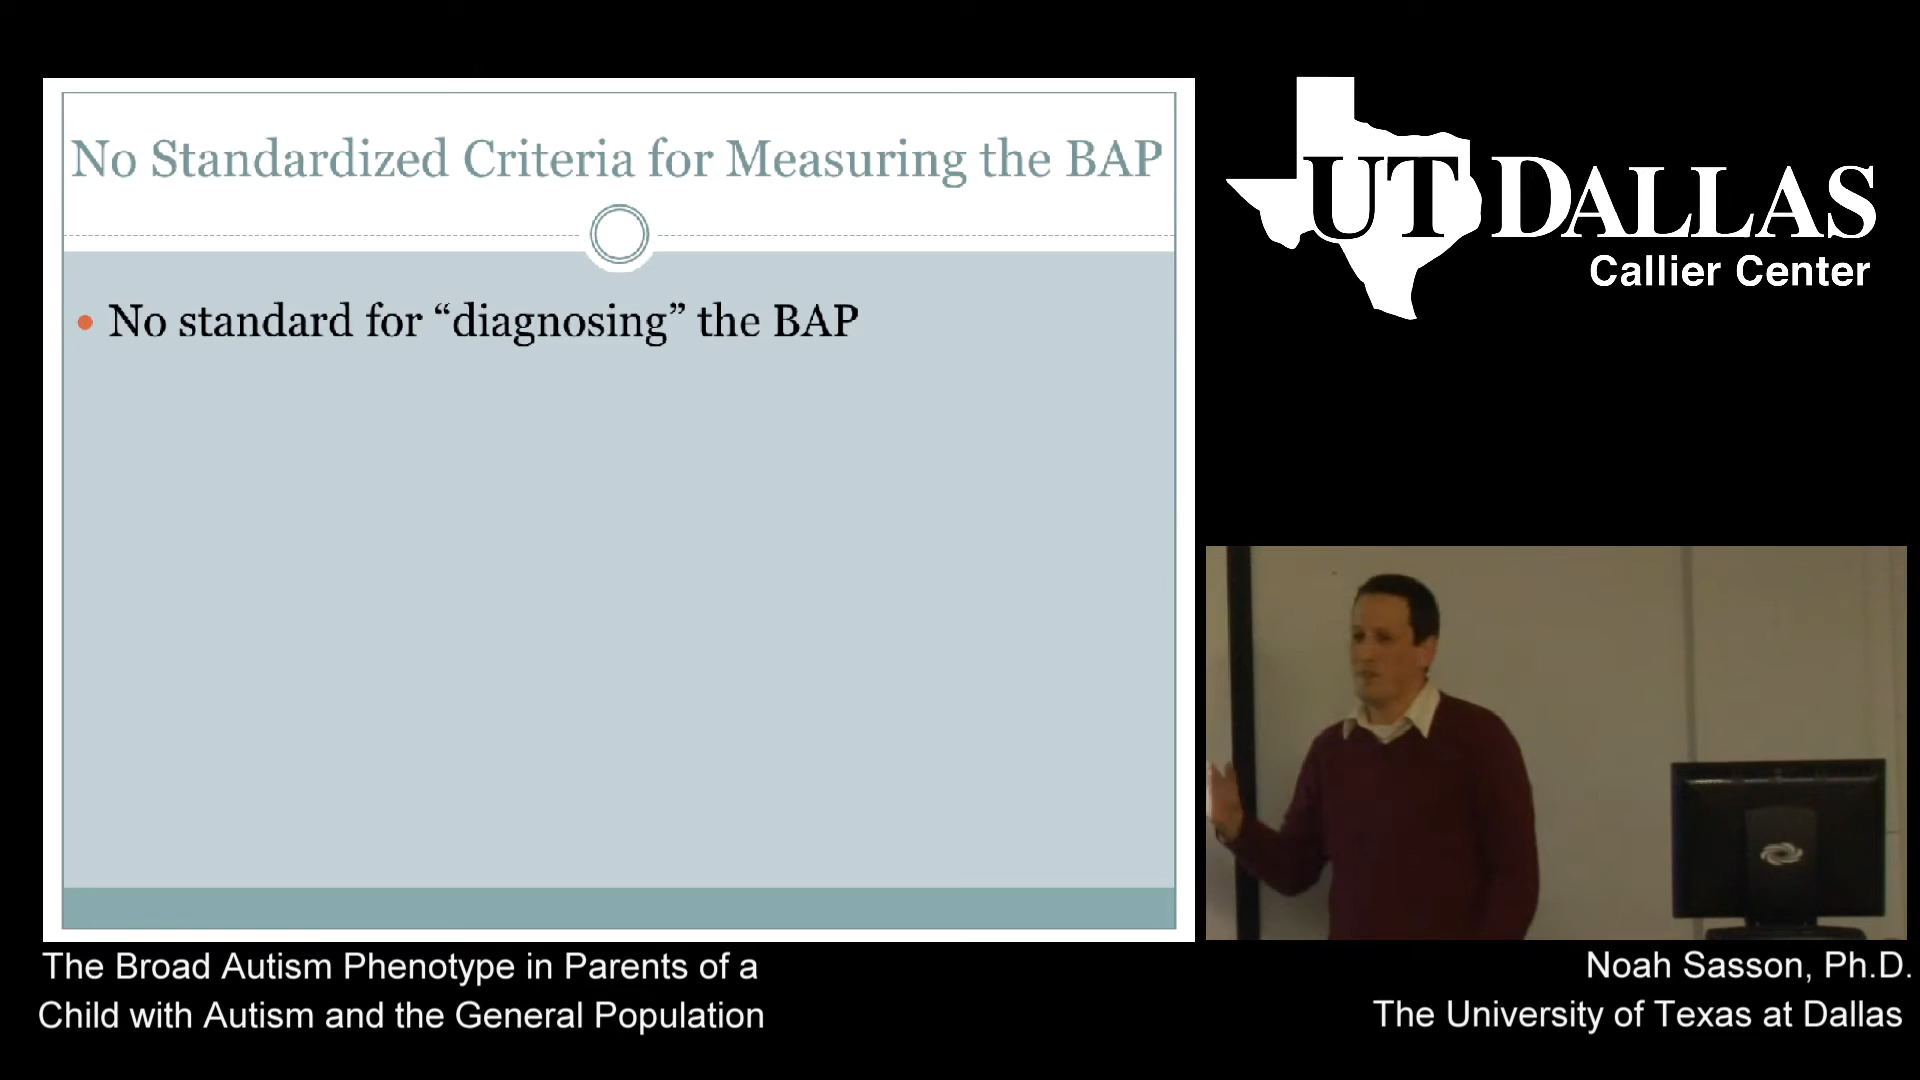 No Standardized Criteria for Measuring the BAP
• No standard for “diagnosing” the BAP
UT DALLAS
Callier Center
The Broad Autism Phenotype in Parents of a
Child with Autism and the General Population
Noah Sasson, Ph.D.
The University of Texas at Dallas